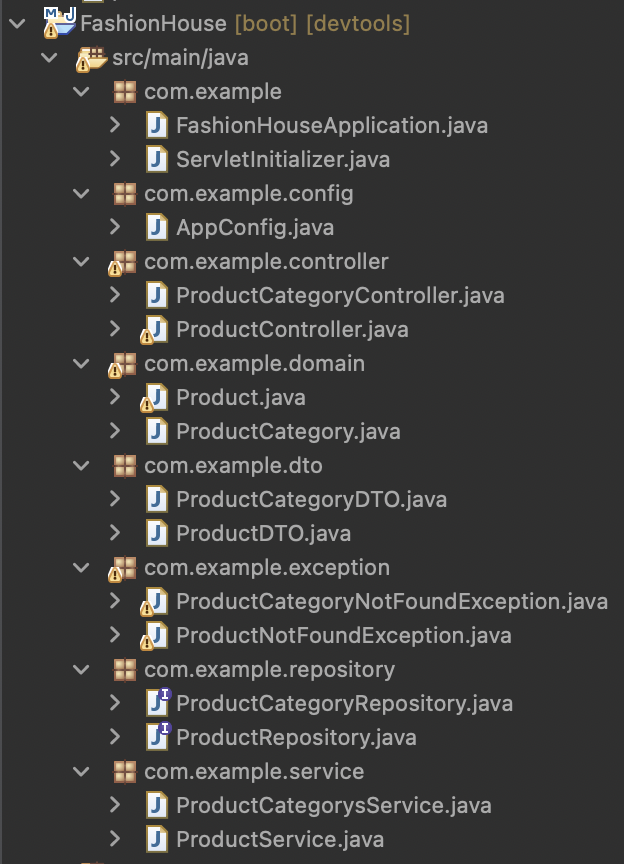 FashionHouse [boot] [devtools]
src/main/java
com.example
FashionHouseApplication.java
ServletInitializer.java
com.example.config
AppConfig.java
com.example.controller
ProductCategoryController.java
ProductController.java
com.example.domain
Product.java
ProductCategory.java
com.example.dto
ProductCategoryDTO.java
ProductDTO.java
com.example.exception
ProductCategoryNotFoundException.java
ProductNotFoundException.java
com.example.repository
ProductCategoryRepository.java
ProductRepository.java
com.example.service
ProductCategorysService.java
ProductService.java